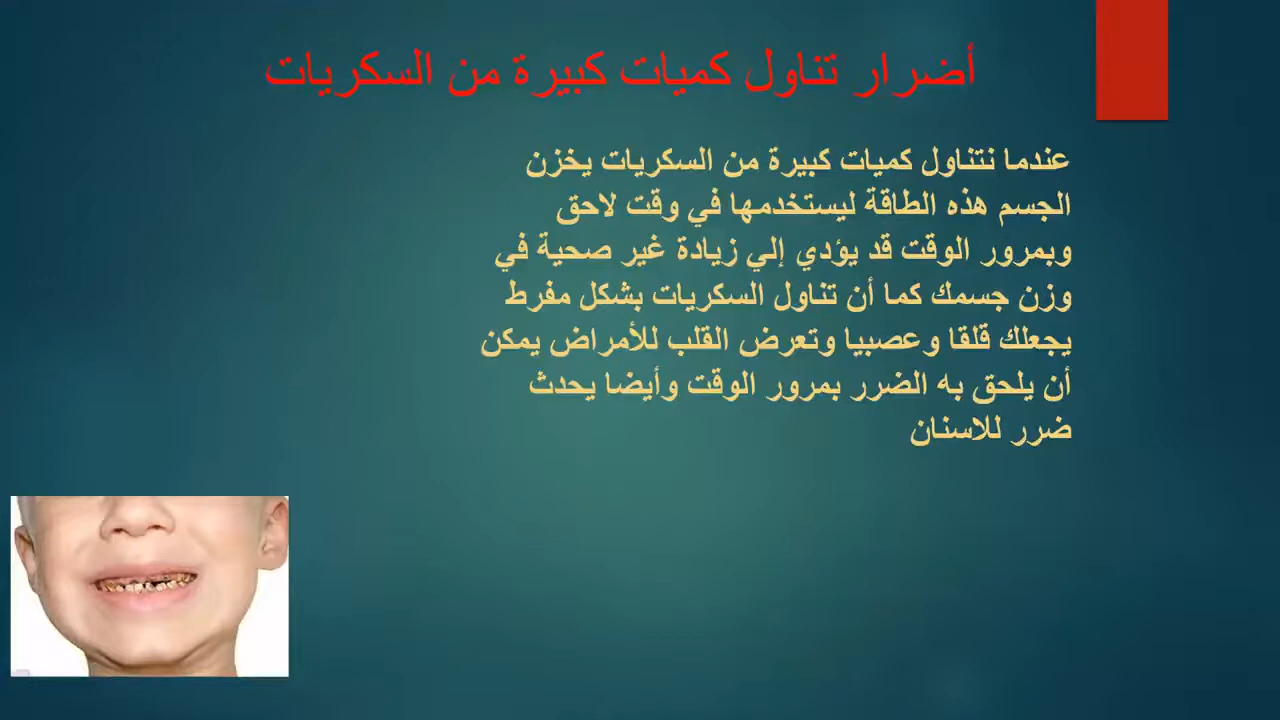 أضرار تناول كميات كبيرة من السكريات
عندما نتناول كميات كبيرة من السكريات يخزن
الجسم هذه الطاقة ليستخدمها في وقت لاحق
وبمرور الوقت قد يؤدي إلي زيادة غير صحية في
وزن جسمك كما أن تناول السكريات بشكل مفرط
يجعلك قلقا وعصبيا وتعرض القلب للأمراض يمكن
أن يلحق به الضرر بمرور الوقت وأيضا يحدث
ضرر للاسنان